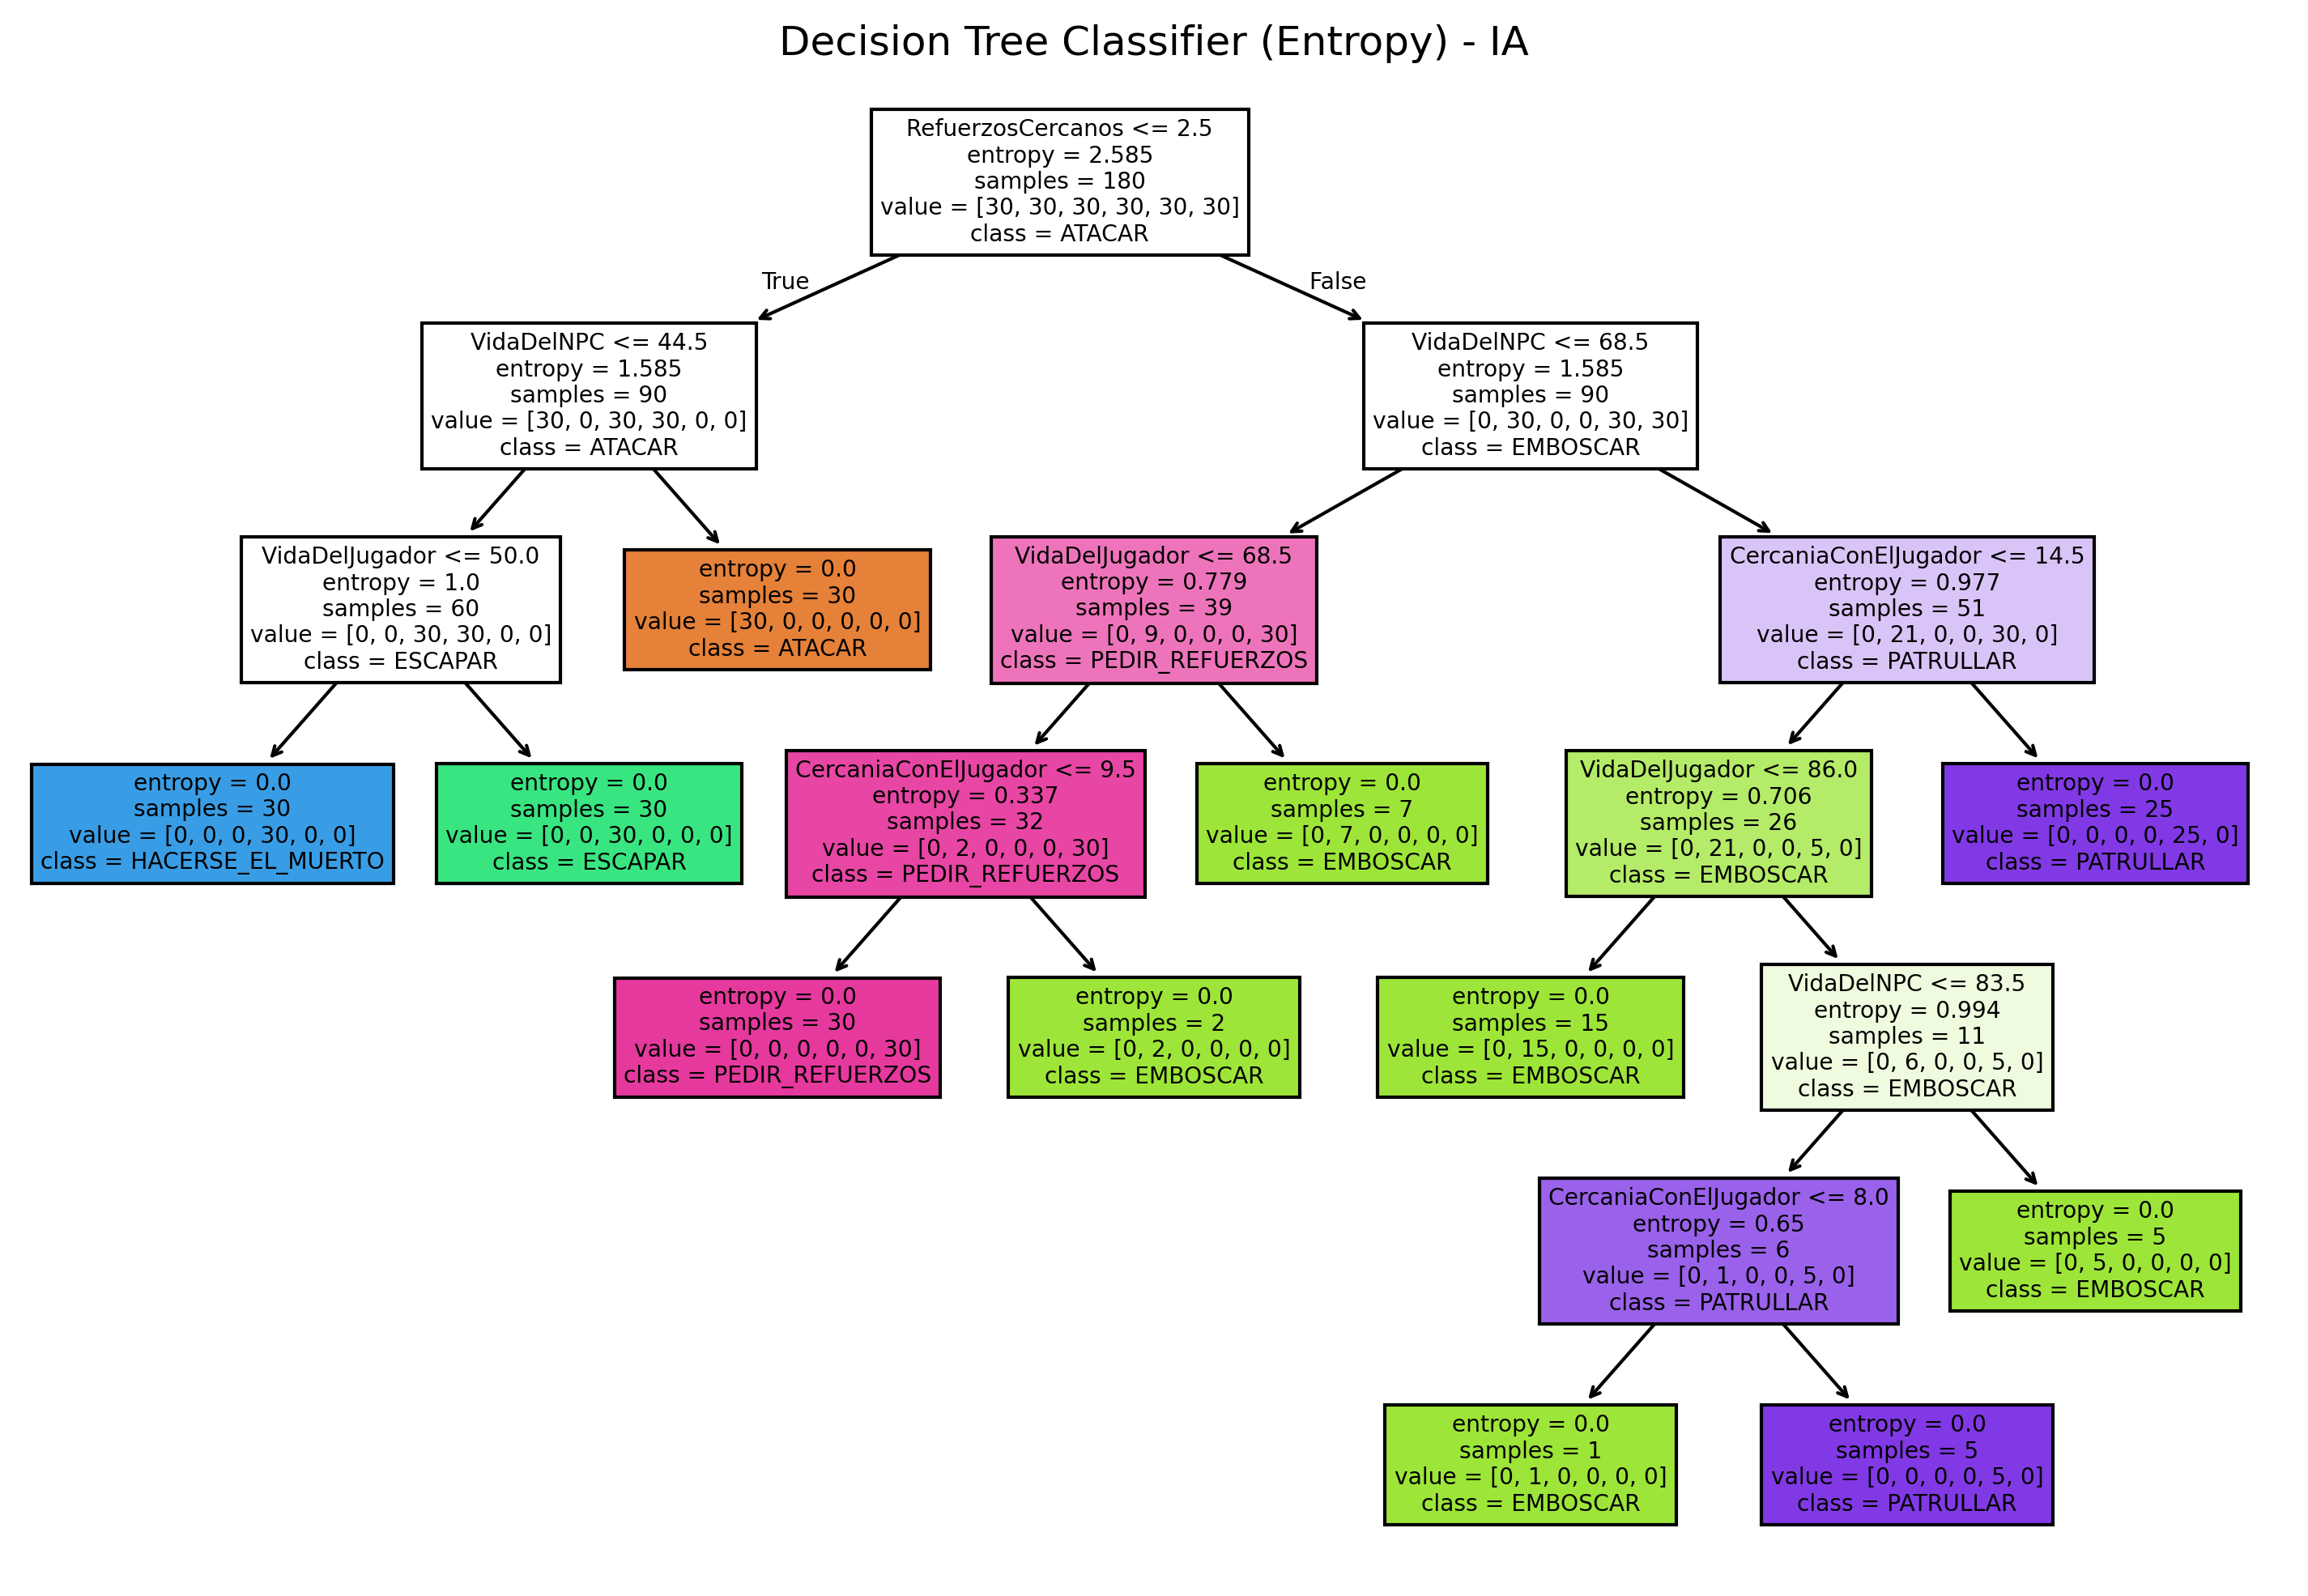 Decision Tree Classifier (Entropy) - IA
RefuerzosCercanos <= 2.5
entropy = 2.585
samples = 180
value = [30, 30, 30, 30, 30, 30]
class = ATACAR
True
False
VidaDelNPC <= 44.5
entropy = 1.585
samples = 90
value = [30, 0, 30, 30, 0, 0]
class = ATACAR
VidaDelNPC <= 68.5
entropy = 1.585
samples = 90
value = [0, 30, 0, 0, 30, 30]
class = EMBOSCAR
VidaDelJugador <= 50.0
entropy = 1.0
samples = 60
value = [0, 0, 30, 30, 0, 0]
class = ESCAPAR
entropy = 0.0
samples = 30
value = [30, 0, 0, 0, 0, 0]
class = ATACAR
VidaDelJugador <= 68.5
entropy = 0.779
samples = 39
value = [0, 9, 0, 0, 0, 30]
class = PEDIR_REFUERZOS
CercaniaConElJugador <= 14.5
entropy = 0.977
samples = 51
value = [0, 21, 0, 0, 30, 0]
class = PATRULLAR
entropy = 0.0
samples = 30
value = [0, 0, 0, 30, 0, 0]
class = HACERSE_EL_MUERTO
entropy = 0.0
samples = 30
value = [0, 0, 30, 0, 0, 0]
class = ESCAPAR
CercaniaConElJugador <= 9.5
entropy = 0.337
samples = 32
value = [0, 2, 0, 0, 0, 30]
class = PEDIR_REFUERZOS
entropy = 0.0
samples = 7
value = [0, 7, 0, 0, 0, 0]
class = EMBOSCAR
VidaDelJugador <= 86.0
entropy = 0.706
samples = 26
value = [0, 21, 0, 0, 5, 0]
class = EMBOSCAR
entropy = 0.0
samples = 25
value = [0, 0, 0, 0, 25, 0]
class = PATRULLAR
entropy = 0.0
samples = 30
value = [0, 0, 0, 0, 0, 30]
class = PEDIR_REFUERZOS
entropy = 0.0
samples = 2
value = [0, 2, 0, 0, 0, 0]
class = EMBOSCAR
entropy = 0.0
samples = 15
value = [0, 15, 0, 0, 0, 0]
class = EMBOSCAR
VidaDelNPC <= 83.5
entropy = 0.994
samples = 11
value = [0, 6, 0, 0, 5, 0]
class = EMBOSCAR
CercaniaConElJugador <= 8.0
entropy = 0.65
samples = 6
value = [0, 1, 0, 0, 5, 0]
class = PATRULLAR
entropy = 0.0
samples = 5
value = [0, 5, 0, 0, 0, 0]
class = EMBOSCAR
entropy = 0.0
samples = 1
value = [0, 1, 0, 0, 0, 0]
class = EMBOSCAR
entropy = 0.0
samples = 5
value = [0, 0, 0, 0, 5, 0]
class = PATRULLAR